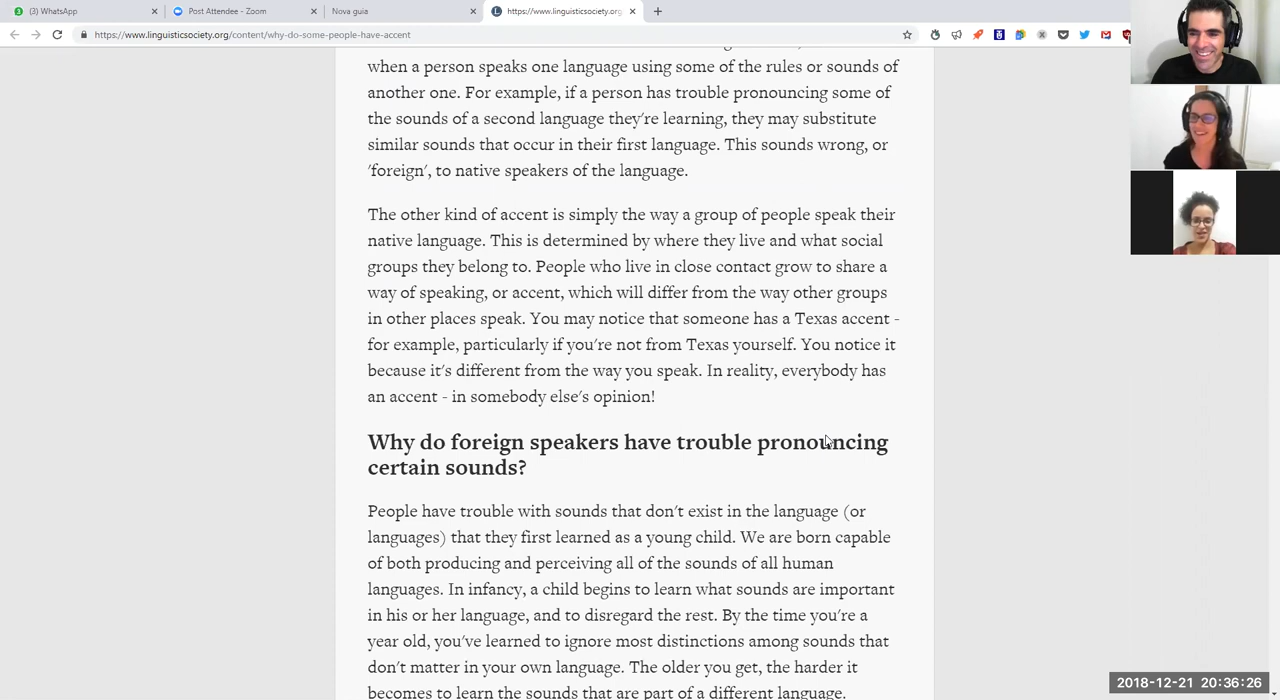 (3) WhatsApp
Post Attendee - Zoom
Nova guia
https://www.linguisticsociety.org
https://www.linguisticsociety.org/content/why-do-some-people-have-accent
when a person speaks one language using some of the rules or sounds of
another one. For example, if a person has trouble pronouncing some of
the sounds of a second language they're learning, they may substitute
similar sounds that occur in their first language. This sounds wrong, or
'foreign', to native speakers of the language.
The other kind of accent is simply the way a group of people speak their
native language. This is determined by where they live and what social
groups they belong to. People who live in close contact grow to share a
way of speaking, or accent, which will differ from the way other groups
in other places speak. You may notice that someone has a Texas accent -
for example, particularly if you're not from Texas yourself. You notice it
because it's different from the way you speak. In reality, everybody has
an accent - in somebody else's opinion!
Why do foreign speakers have trouble pronouncing
certain sounds?
People have trouble with sounds that don't exist in the language (or
languages) that they first learned as a young child. We are born capable
of both producing and perceiving all of the sounds of all human
languages. In infancy, a child begins to learn what sounds are important
in his or her language, and to disregard the rest. By the time you're a
year old, you've learned to ignore most distinctions among sounds that
don't matter in your own language. The older you get, the harder it
becomes to learn the sounds that are part of a different language.
2018-12-21 20:36:26